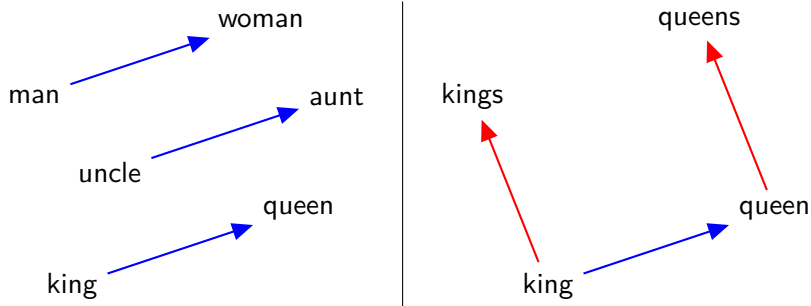 woman
man
aunt
uncle
queen
king
queens
kings
queen
king